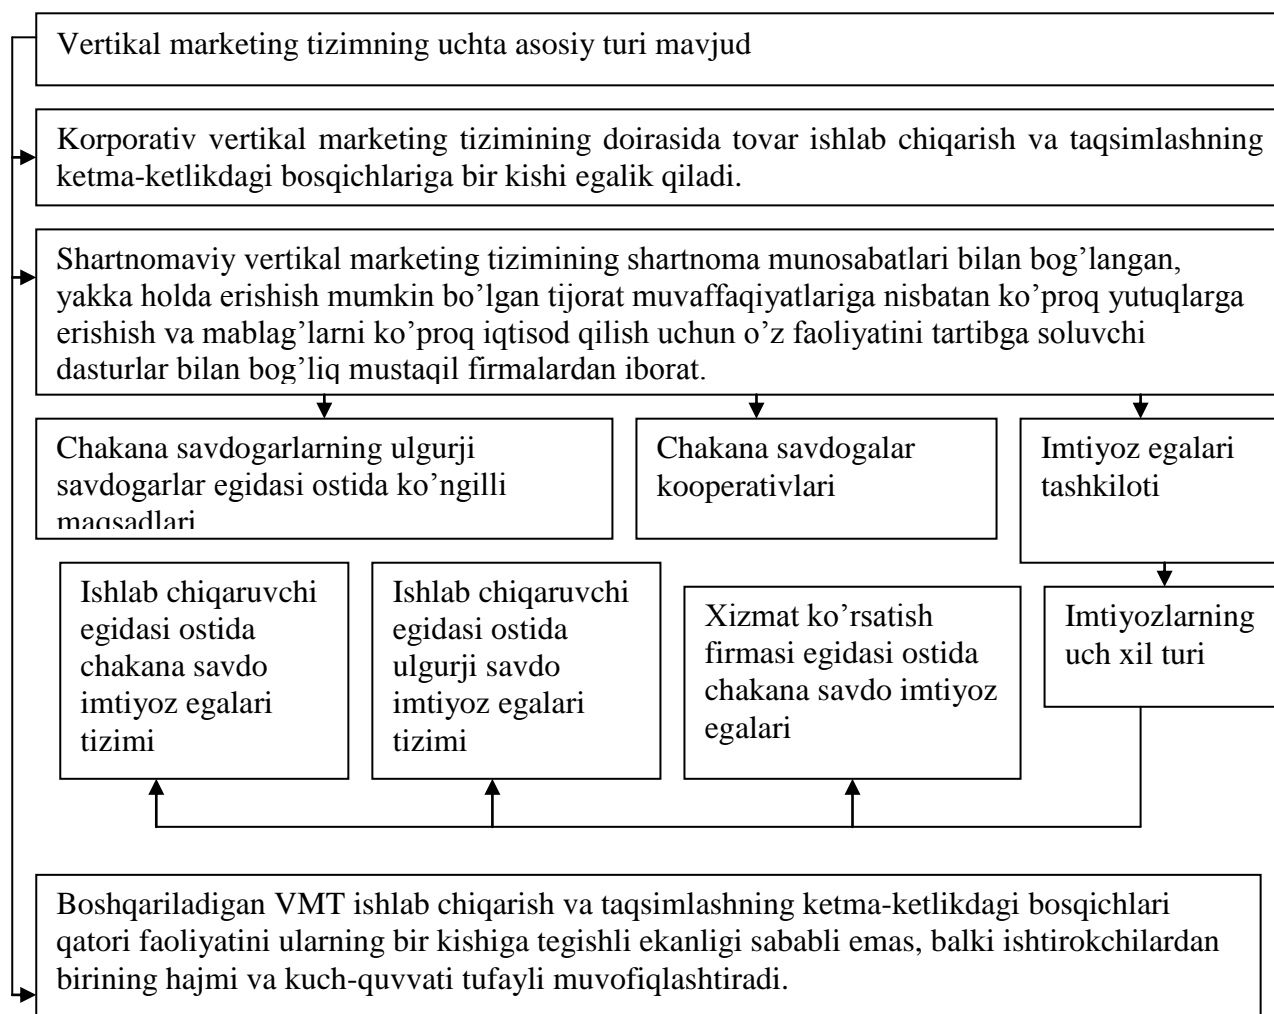 Vertikal marketing tizimning uchta asosiy turi mavjud
Korporativ vertikal marketing tizimining doirasida tovar ishlab chiqarish va taqsimlashning
ketma-ketlikdagi bosqichlariga bir kishi egalik qiladi.
Shartnomaviy vertikal marketing tizimining shartnoma munosabatlari bilan bog’langan,
yakka holda erishish mumkin bo’lgan tijorat muvaffaqiyatlariga nisbatan ko’proq yutuqlarga
erishish va mablag’larni ko’proq iqtisod qilish uchun o’z faoliyatini tartibga soluvchi
dasturlar bilan bog’liq mustaqil firmalardan iborat.
Chakana savdogarlarning ulgurji
savdogarlar egidasi ostida ko’ngilli
maqsadlari
Chakana savdogalar
kooperativlari
Imtiyoz egalari
tashkiloti
Ishlab chiqaruvchi
egidasi ostida
chakana savdo
imtiyoz egalari
tizimi
Ishlab chiqaruvchi
egidasi ostida
ulgurji savdo
imtiyoz egalari
tizimi
Xizmat ko’rsatish
firmasi egidasi ostida
chakana savdo imtiyoz
egalari
Imtiyozlarning
uch xil turi
Boshqariladigan VMT ishlab chiqarish va taqsimlashning ketma-ketlikdagi bosqichlari
qatori faoliyatini ularning bir kishiga tegishli ekanligi sababli emas, balki ishtirokchilardan
birining hajmi va kuch-quvvati tufayli muvofiqlashtiradi.